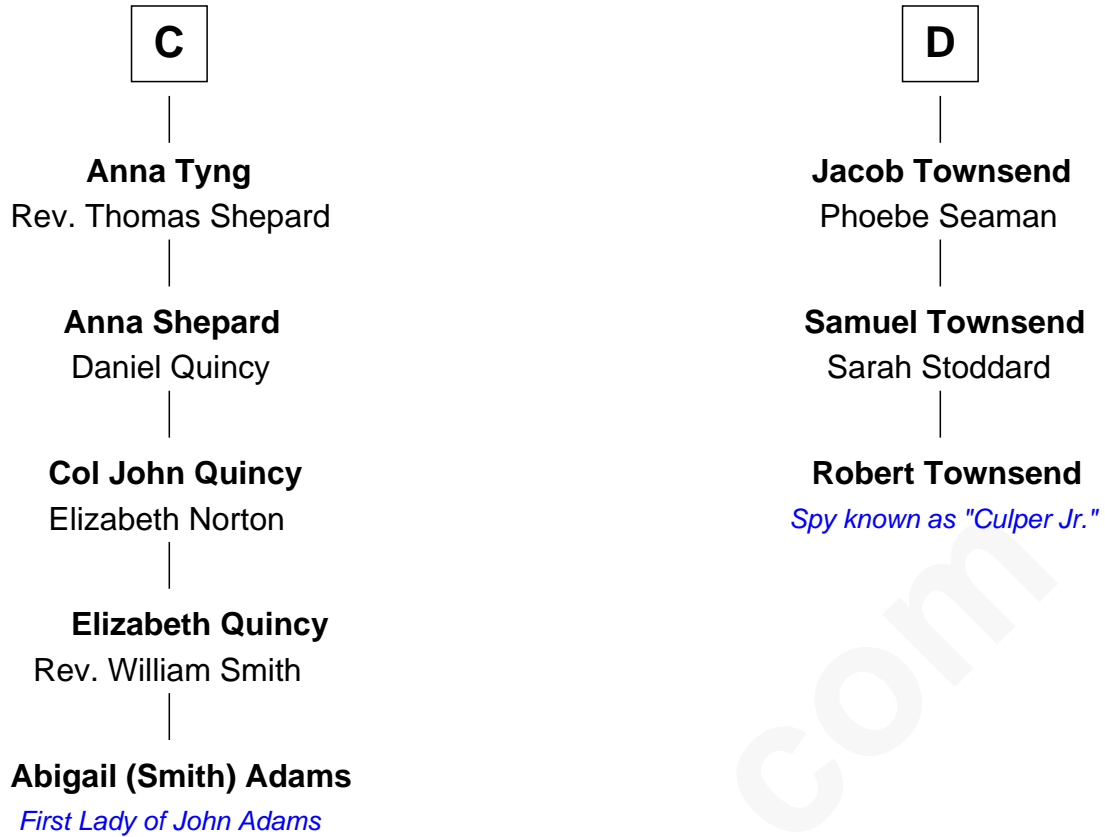 C
Anna Tyng
Rev. Thomas Shepard
Anna Shepard
Daniel Quincy
Col John Quincy
Elizabeth Norton
Elizabeth Quincy
Rev. William Smith
Abigail (Smith) Adams
First Lady of John Adams
D
Jacob Townsend
Phoebe Seaman
Samuel Townsend
Sarah Stoddard
Robert Townsend
Spy known as "Culper Jr."
com